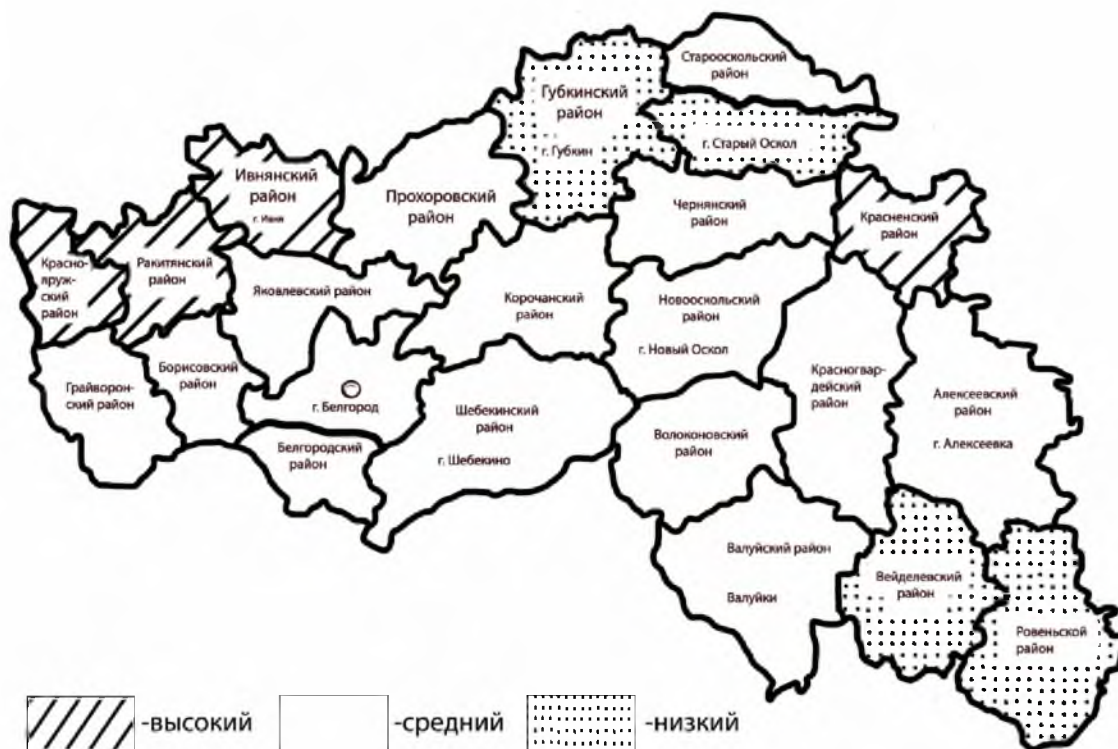 Старооскольский
район
Губкинский
район
г. Губкин
г. Старый Оскол
Ивнянский
район
г. Ивня
Прохоровский
район
Чернянский
район
Красненский
район
Красно-
яружс-
кий
район
Ракитянский
район
Яковлевский район
Корочанский
район
Новооскольский
район
г. Новый Оскол
Красногвар-
дейский
район
Алексеевский
район
г. Алексеевка
Грайворон-
ский район
Борисовский
район
г. Белгород
Белгородский
район
Шебекинский
район
г. Шебекино
Волоконовский
район
Валуйский район
Валуйки
Вейделевский
район
Ровеньской
район
-высокий
-средний
-низкий